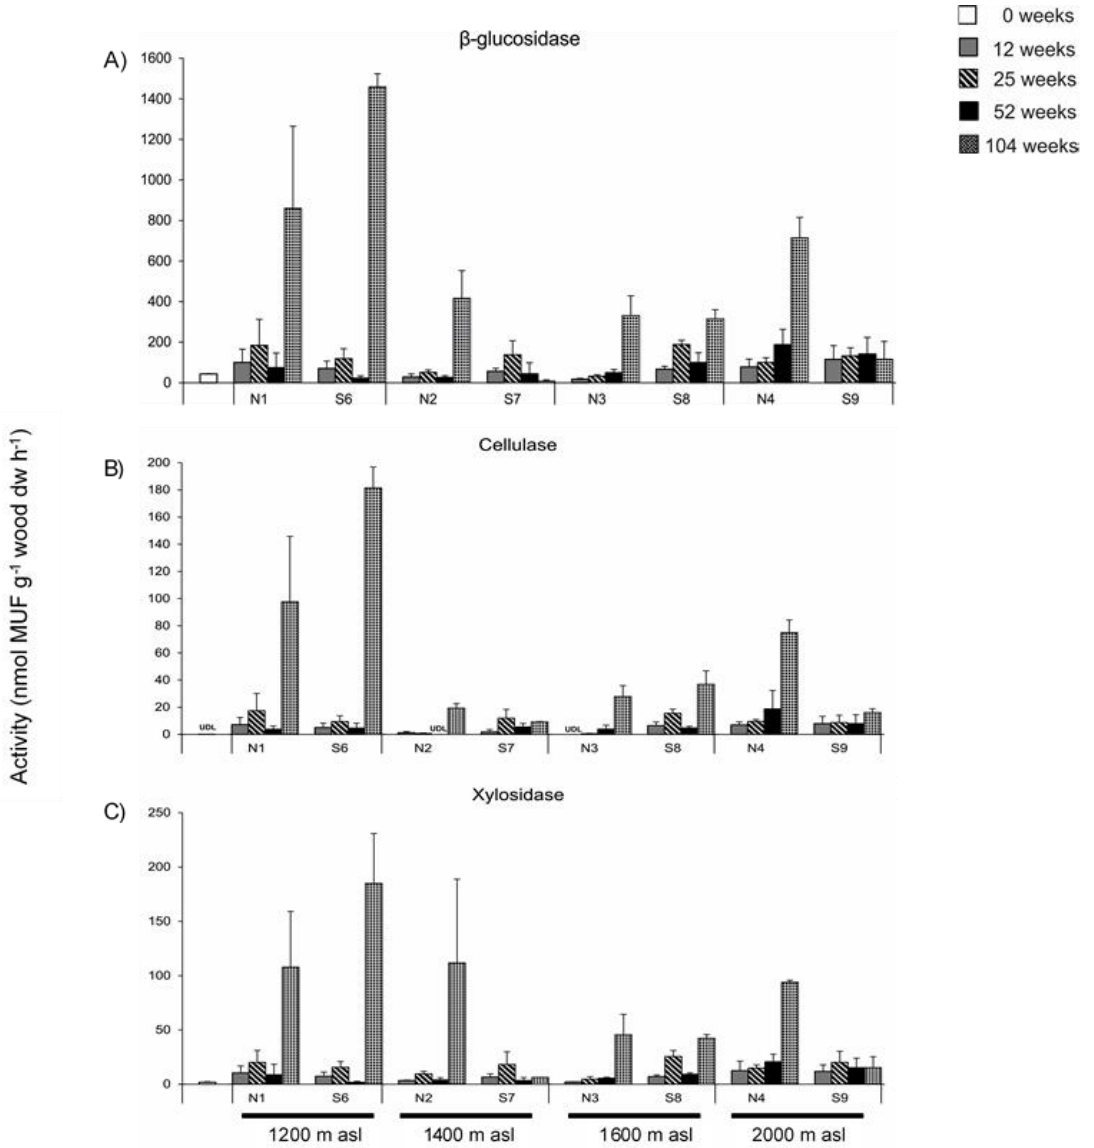 0 weeks
12 weeks
25 weeks
52 weeks
104 weeks
β-glucosidase
A)
1600
1400
1200
1000
800
600
400
200
0
N1 S6 N2 S7 N3 S8 N4 S9
Activity (nmol MUF g-1 wood dw h-1)
Cellulase
B)
200
180
160
140
120
100
80
60
40
20
0
UDL UDL UDL
N1 S6 N2 S7 N3 S8 N4 S9
Xylosidase
C)
250
200
150
100
50
0
N1 S6 N2 S7 N3 S8 N4 S9
1200 m asl 1400 m asl 1600 m asl 2000 m asl